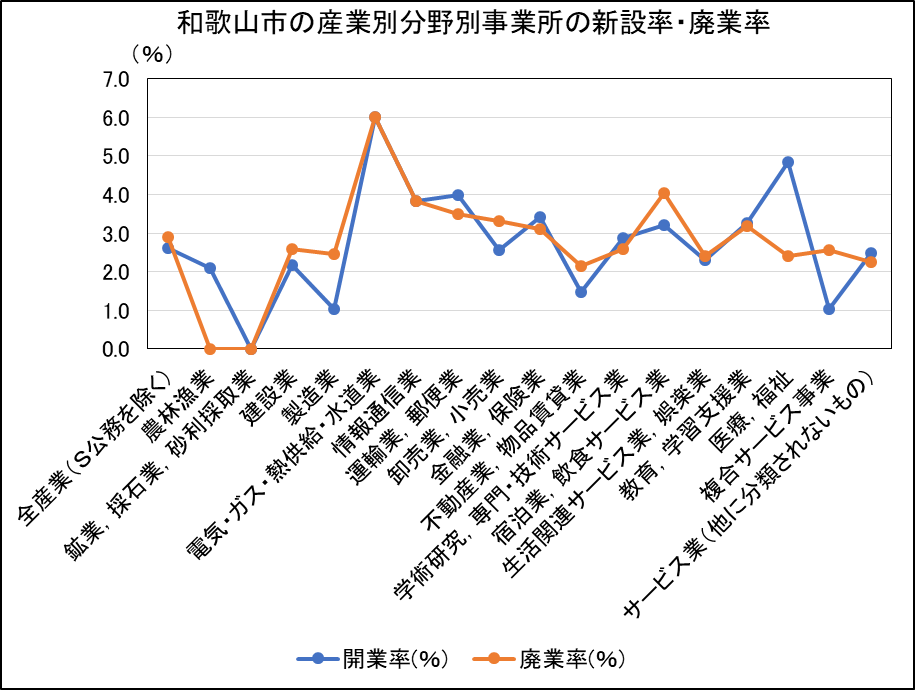 和歌山市の産業別分野別事業所の新設率・廃業率
（％）
7.0
6.0
5.0
4.0
3.0
2.0
1.0
0.0
全産業（Ｓ公務を除く）
農林漁業
鉱業，採石業，砂利採取業
建設業
製造業
電気・ガス・熱供給・水道業
情報通信業
運輸業，郵便業
卸売業，小売業
金融業，保険業
不動産業，物品賃貸業
学術研究，専門・技術サービス業
宿泊業，飲食サービス業
生活関連サービス業，娯楽業
教育，学習支援業
医療，福祉
複合サービス事業
サービス業（他に分類されないもの）
開業率(％)
廃業率(％)